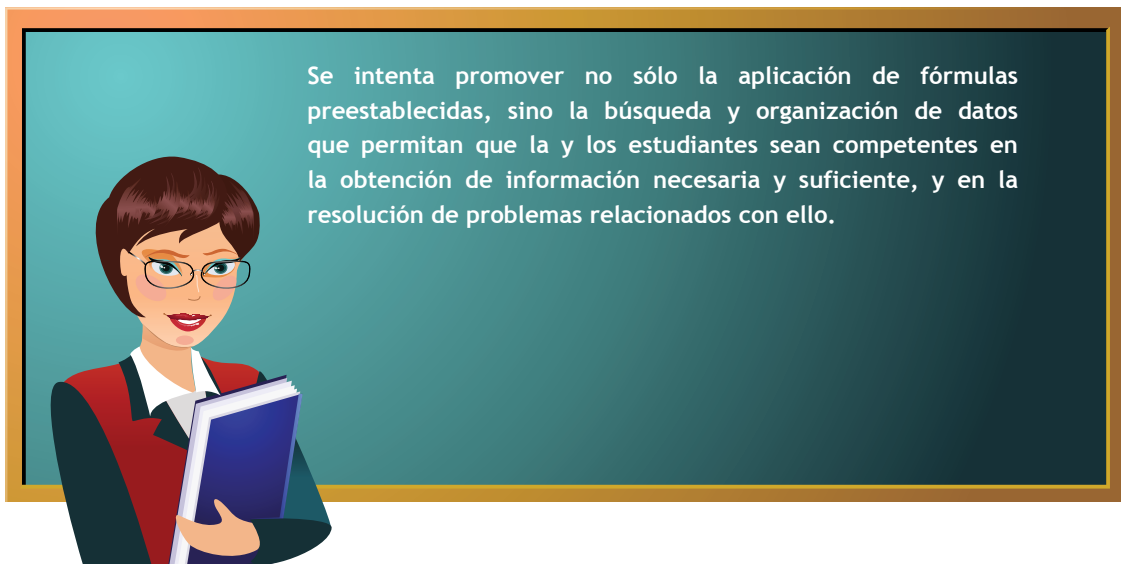 Se intenta promover no sólo la aplicación de fórmulas
preestablecidas, sino la búsqueda y organización de datos
que permitan que la y los estudiantes sean competentes en
la obtención de información necesaria y suficiente, y en la
resolución de problemas relacionados con ello.